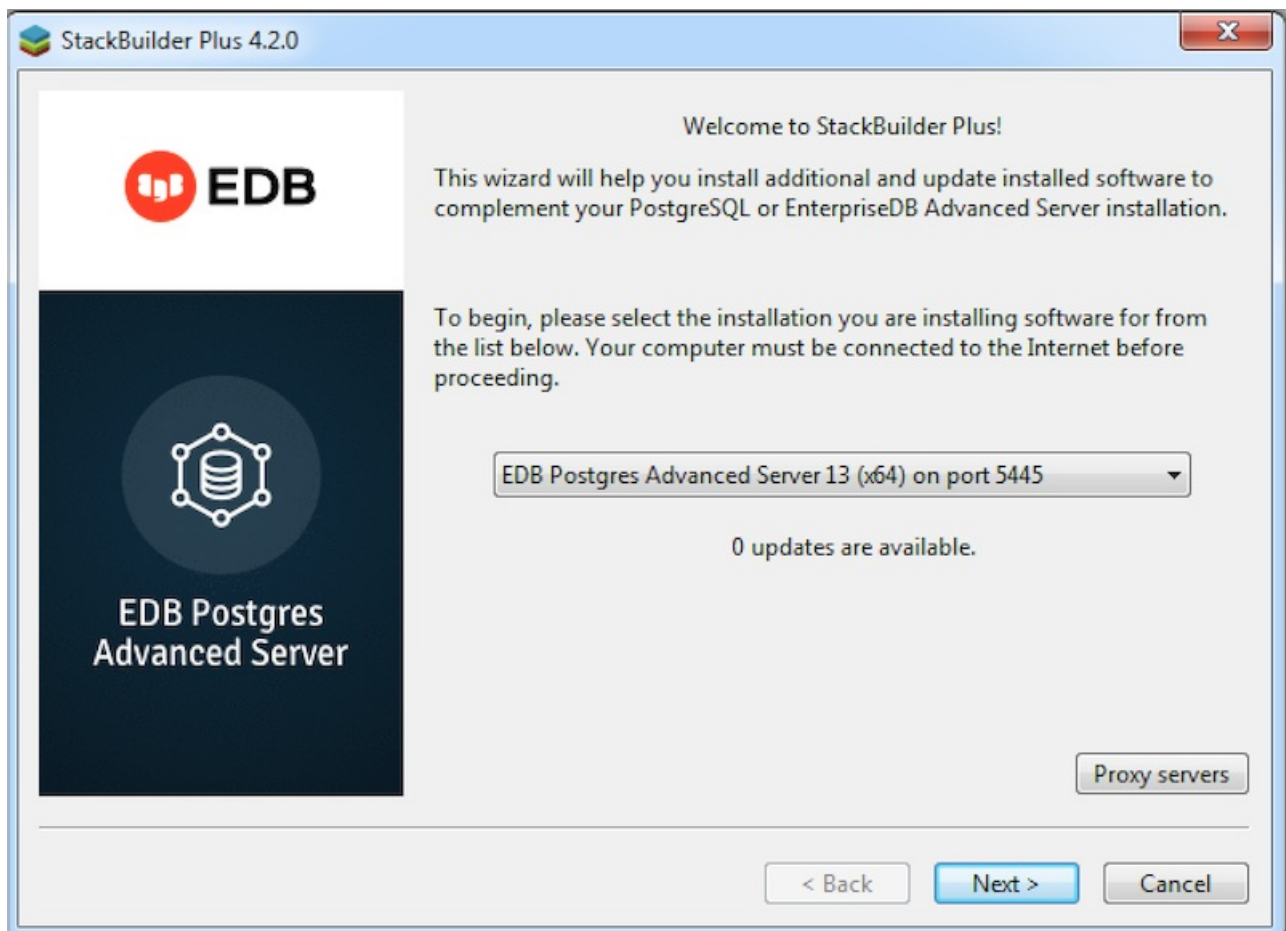 StackBuilder Plus 4.2.0
EDB
EDB Postgres
Advanced Server
Welcome to StackBuilder Plus!
This wizard will help you install additional and update installed software to
complement your PostgreSQL or EnterpriseDB Advanced Server installation.
To begin, please select the installation you are installing software for from
the list below. Your computer must be connected to the Internet before
proceeding.
EDB Postgres Advanced Server 13 (x64) on port 5445
0 updates are available.
Proxy servers
< Back
Next >
Cancel